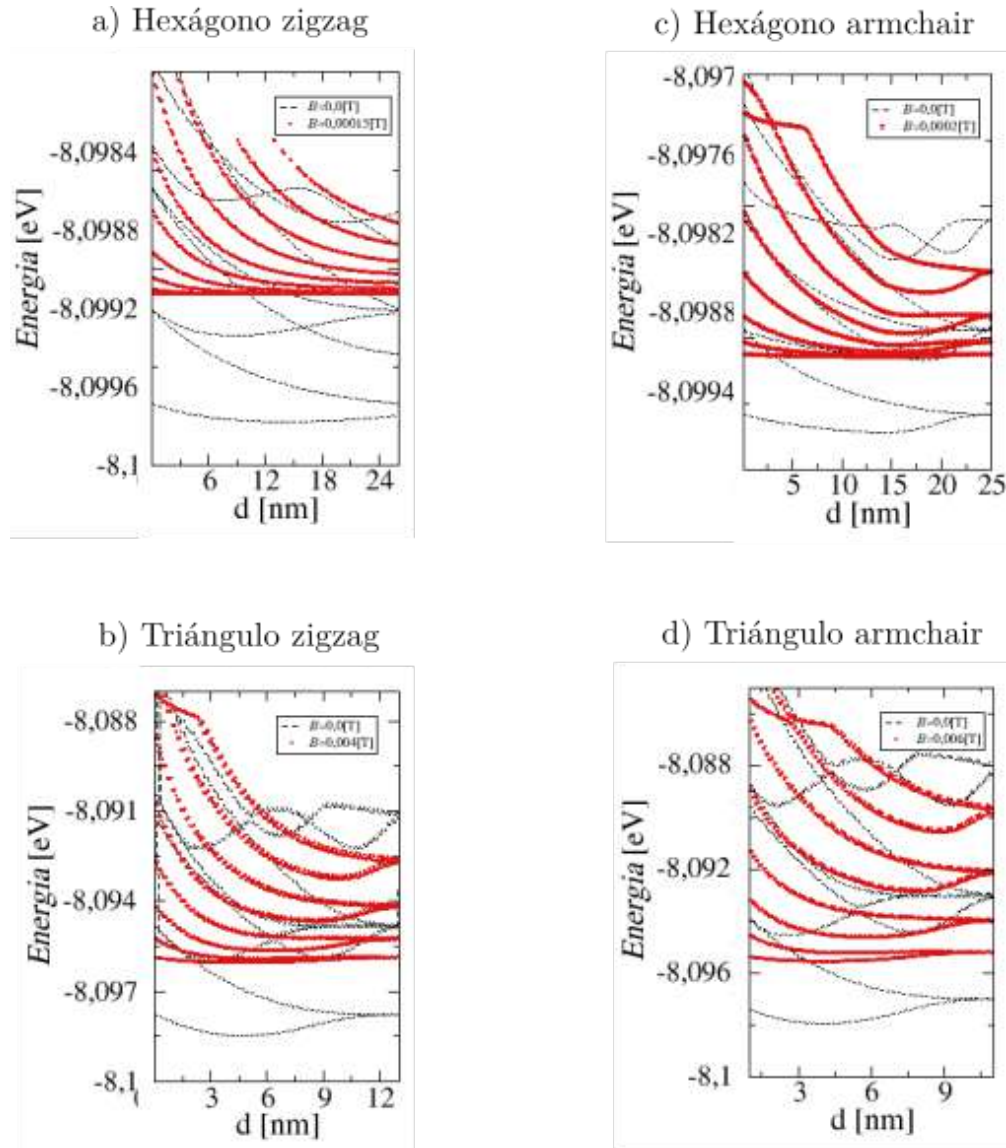 a) Hexágono zigzag
B=0,0[T]
B=0,00015[T]
-8,0984
-8,0988
-8,0992
-8,0996
-8,1
Energia [eV]
6 12 18 24
d [nm]
c) Hexágono armchair
B=0,0[T]
B=0,0002[T]
-8,097
-8,0976
-8,0982
-8,0988
-8,0994
Energia [eV]
5 10 15 20 25
d [nm]
b) Triángulo zigzag
B=0,0[T]
B=0,004[T]
-8,088
-8,091
-8,094
-8,097
-8,1
Energia [eV]
3 6 9 12
d [nm]
d) Triángulo armchair
B=0,0[T]
B=0,006[T]
-8,088
-8,092
-8,096
-8,1
Energia [eV]
3 6 9
d [nm]